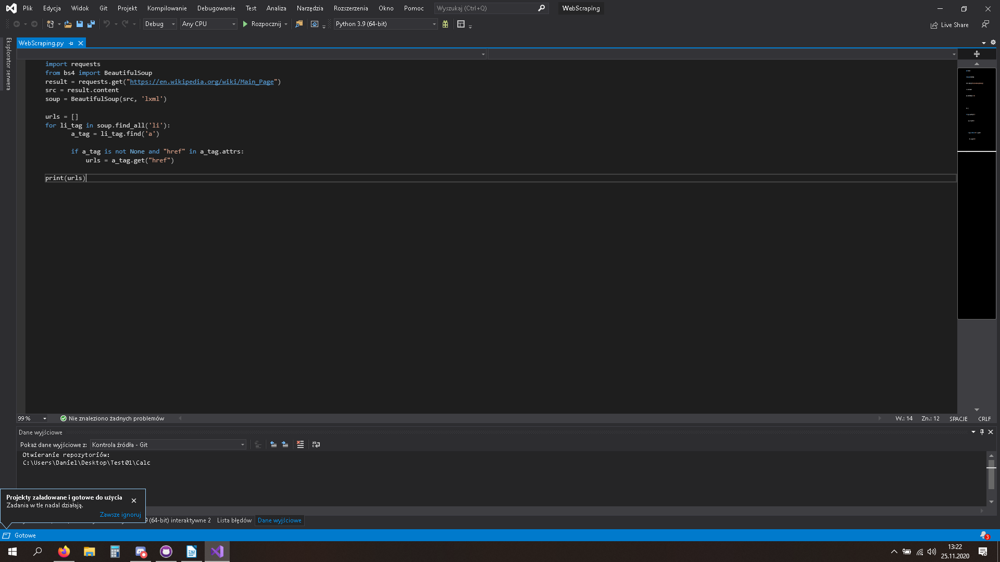 Plik Edycja Widok Git Projekt Kompilowanie Debugowanie Test Analiza Narzędzia Rozszerzenia Okno Pomoc Wyszukaj (Ctrl+Q) WebScraping
Debug Any CPU Rozpocznij Python 3.9 (64-bit) Live Share
Eksplorator serwera
WebScraping.py
import requests
from bs4 import BeautifulSoup
result = requests.get("https://en.wikipedia.org/wiki/Main_Page")
src = result.content
soup = BeautifulSoup(src, 'lxml')
urls = []
for li_tag in soup.find_all('li'):
a_tag = li_tag.find('a')
if a_tag is not None and "href" in a_tag.attrs:
urls = a_tag.get("href")
print(urls)
99 % Nie znaleziono żadnych problemów W.: 14 Zn.: 12 SPACJE CRLF
Dane wyjściowe
Pokaż dane wyjściowe z: Kontrola źródła - Git
Otwieranie repozytoriów:
C:\Users\Daniel\Desktop\Test01\Calc
Projekty załadowane i gotowe do użycia
Zadania w tle nadal działają.
Zawsze ignoruj
(64-bit) interaktywne 2 Lista błędów Dane wyjściowe
Gotowe 3
13:22
25.11.2020